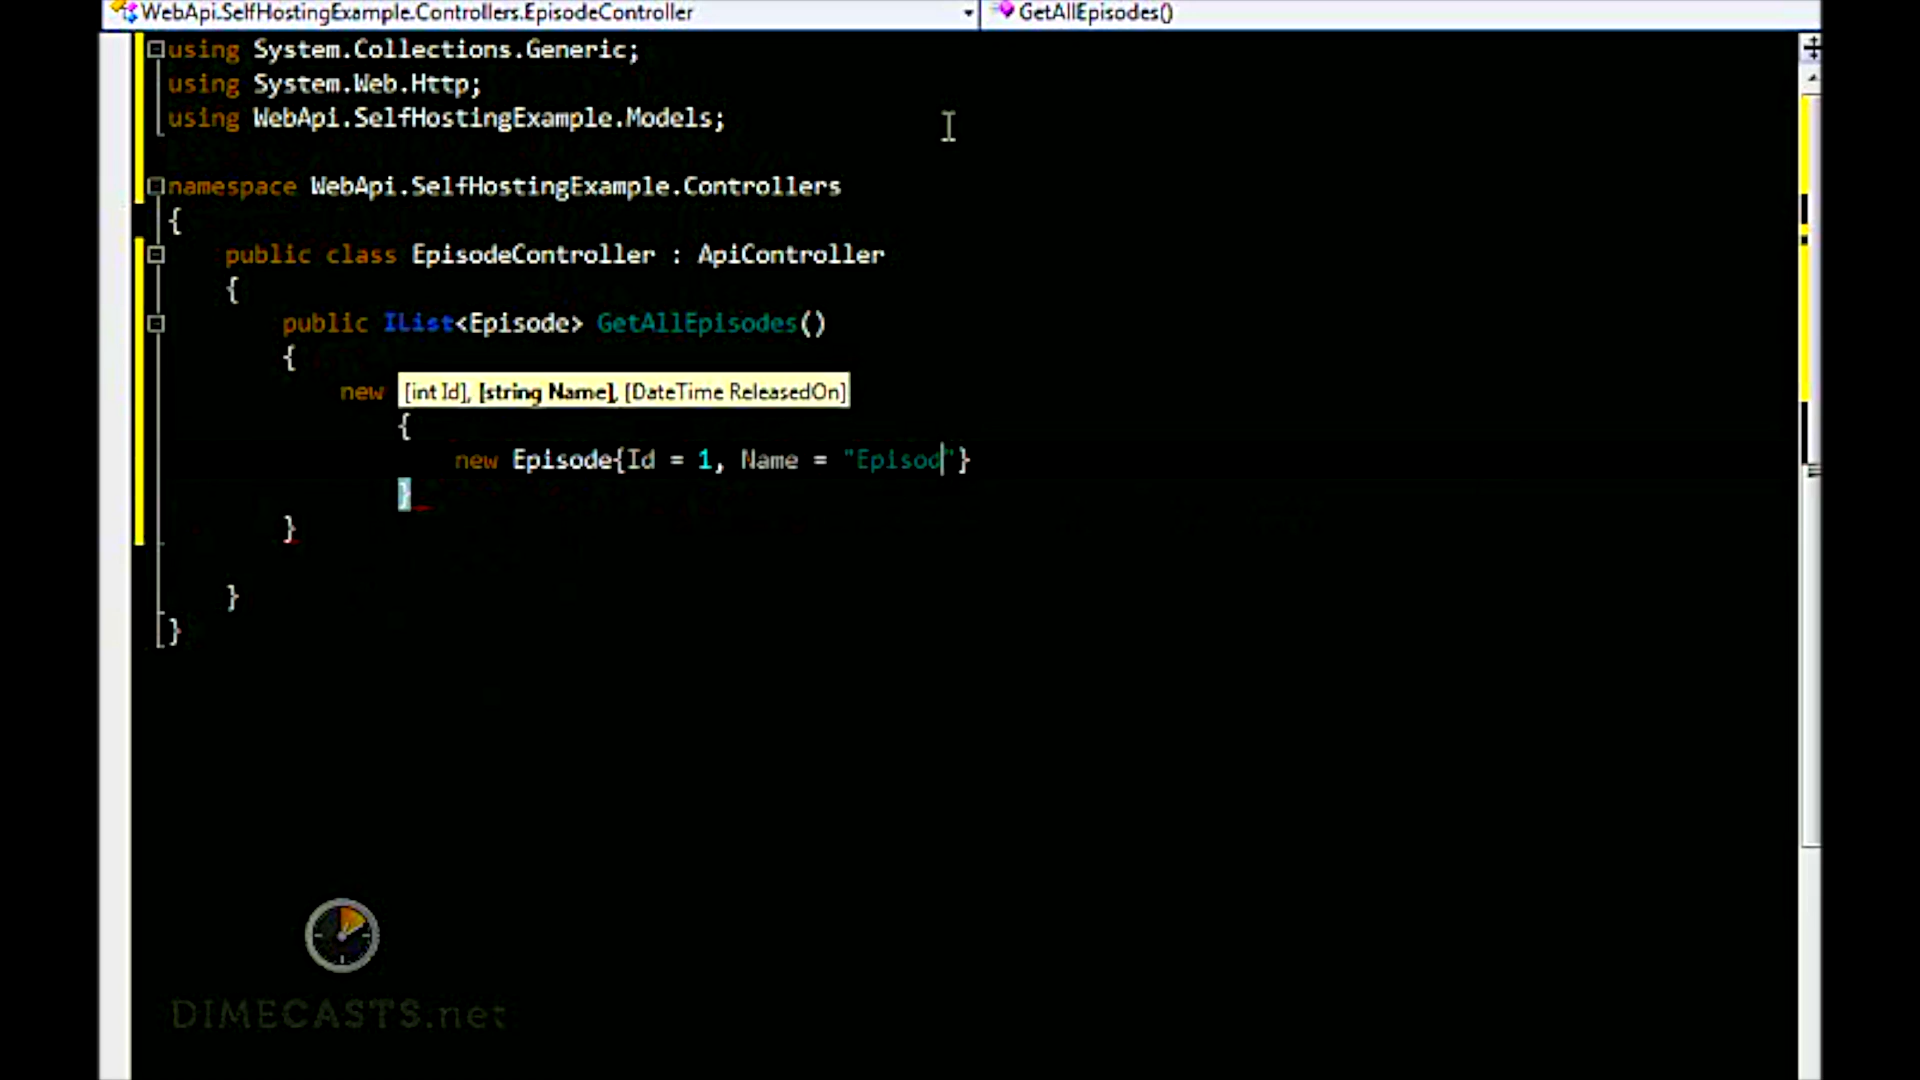 WebApi.SelfHostingExample.Controllers.EpisodeController GetAllEpisodes()
using System.Collections.Generic;
using System.Web.Http;
using WebApi.SelfHostingExample.Models;
namespace WebApi.SelfHostingExample.Controllers
{
public class EpisodeController : ApiController
{
public IList<Episode> GetAllEpisodes()
{
new [int Id], [string Name], [DateTime ReleasedOn]
{
new Episode{Id = 1, Name = "Episod"}
}
}
}
}
DIMECASTS.net